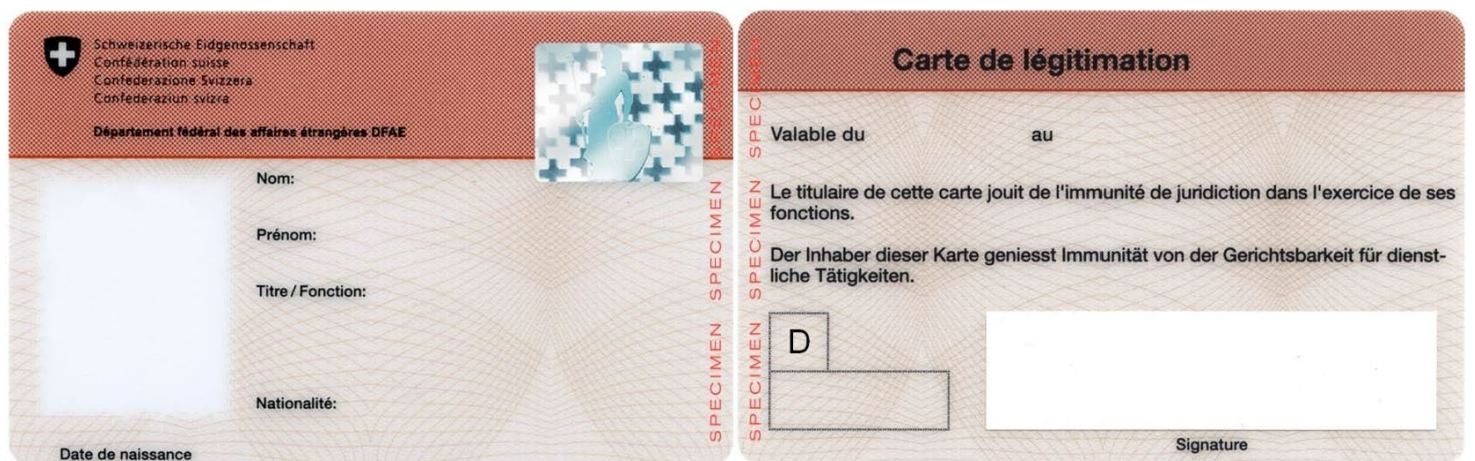 Schweizerische Eidgenossenschaft
Confédération suisse
Confederazione Svizzera
Confederaziun svizra
Département fédéral des affaires étrangères DFAE
Nom:
Prénom:
Titre / Fonction:
Nationalité:
Date de naissance
SPECIMEN SPECIMEN SPECIMEN
Carte de légitimation
Valable du au
Le titulaire de cette carte jouit de l'immunité de juridiction dans l'exercice de ses
fonctions.
Der Inhaber dieser Karte geniesst Immunität von der Gerichtsbarkeit für dienst-
liche Tätigkeiten.
D
Signature
SPECIMEN SPECIMEN SPECIMEN